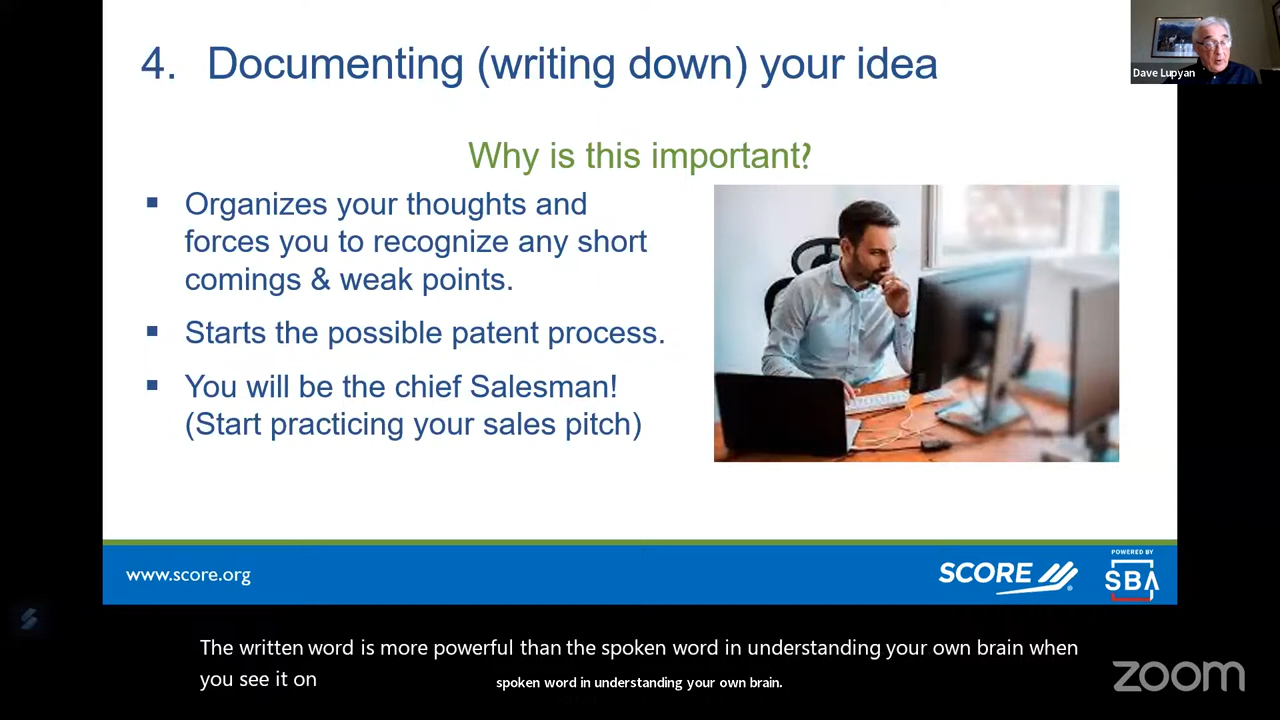 4. Documenting (writing down) your idea
Dave Lupyan
Why is this important?
▪ Organizes your thoughts and
forces you to recognize any short
comings & weak points.
▪ Starts the possible patent process.
▪ You will be the chief Salesman!
(Start practicing your sales pitch)
www.score.org
SCORE
®
POWERED BY
SBA
The written word is more powerful than the spoken word in understanding your own brain when
you see it on
spoken word in understanding your own brain.
zoom